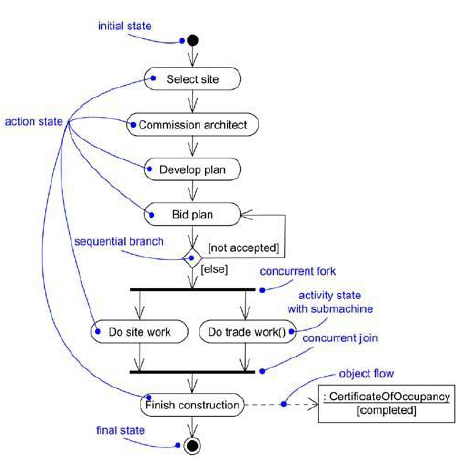 initial state
Select site
action state
Commission architect
Develop plan
Bid plan
sequential branch
[not accepted]
[else]
concurrent fork
activity state
with submachine
Do site work
Do trade work()
concurrent join
object flow
: CertificateOfOccupancy
[completed]
Finish construction
final state